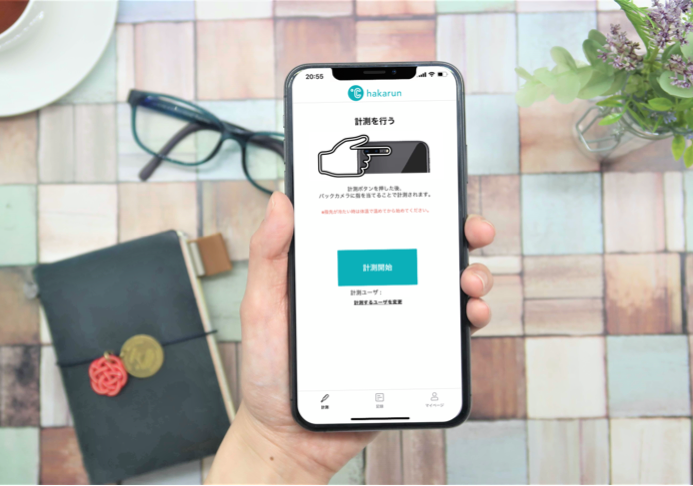 20:55
℃ hakarun
計測を行う
計測ボタンを押した後、
バックカメラに指を当てることで計測されます。
計測開始
計測ユーザ：
計測するユーザを変更
計測
記録
マイページ